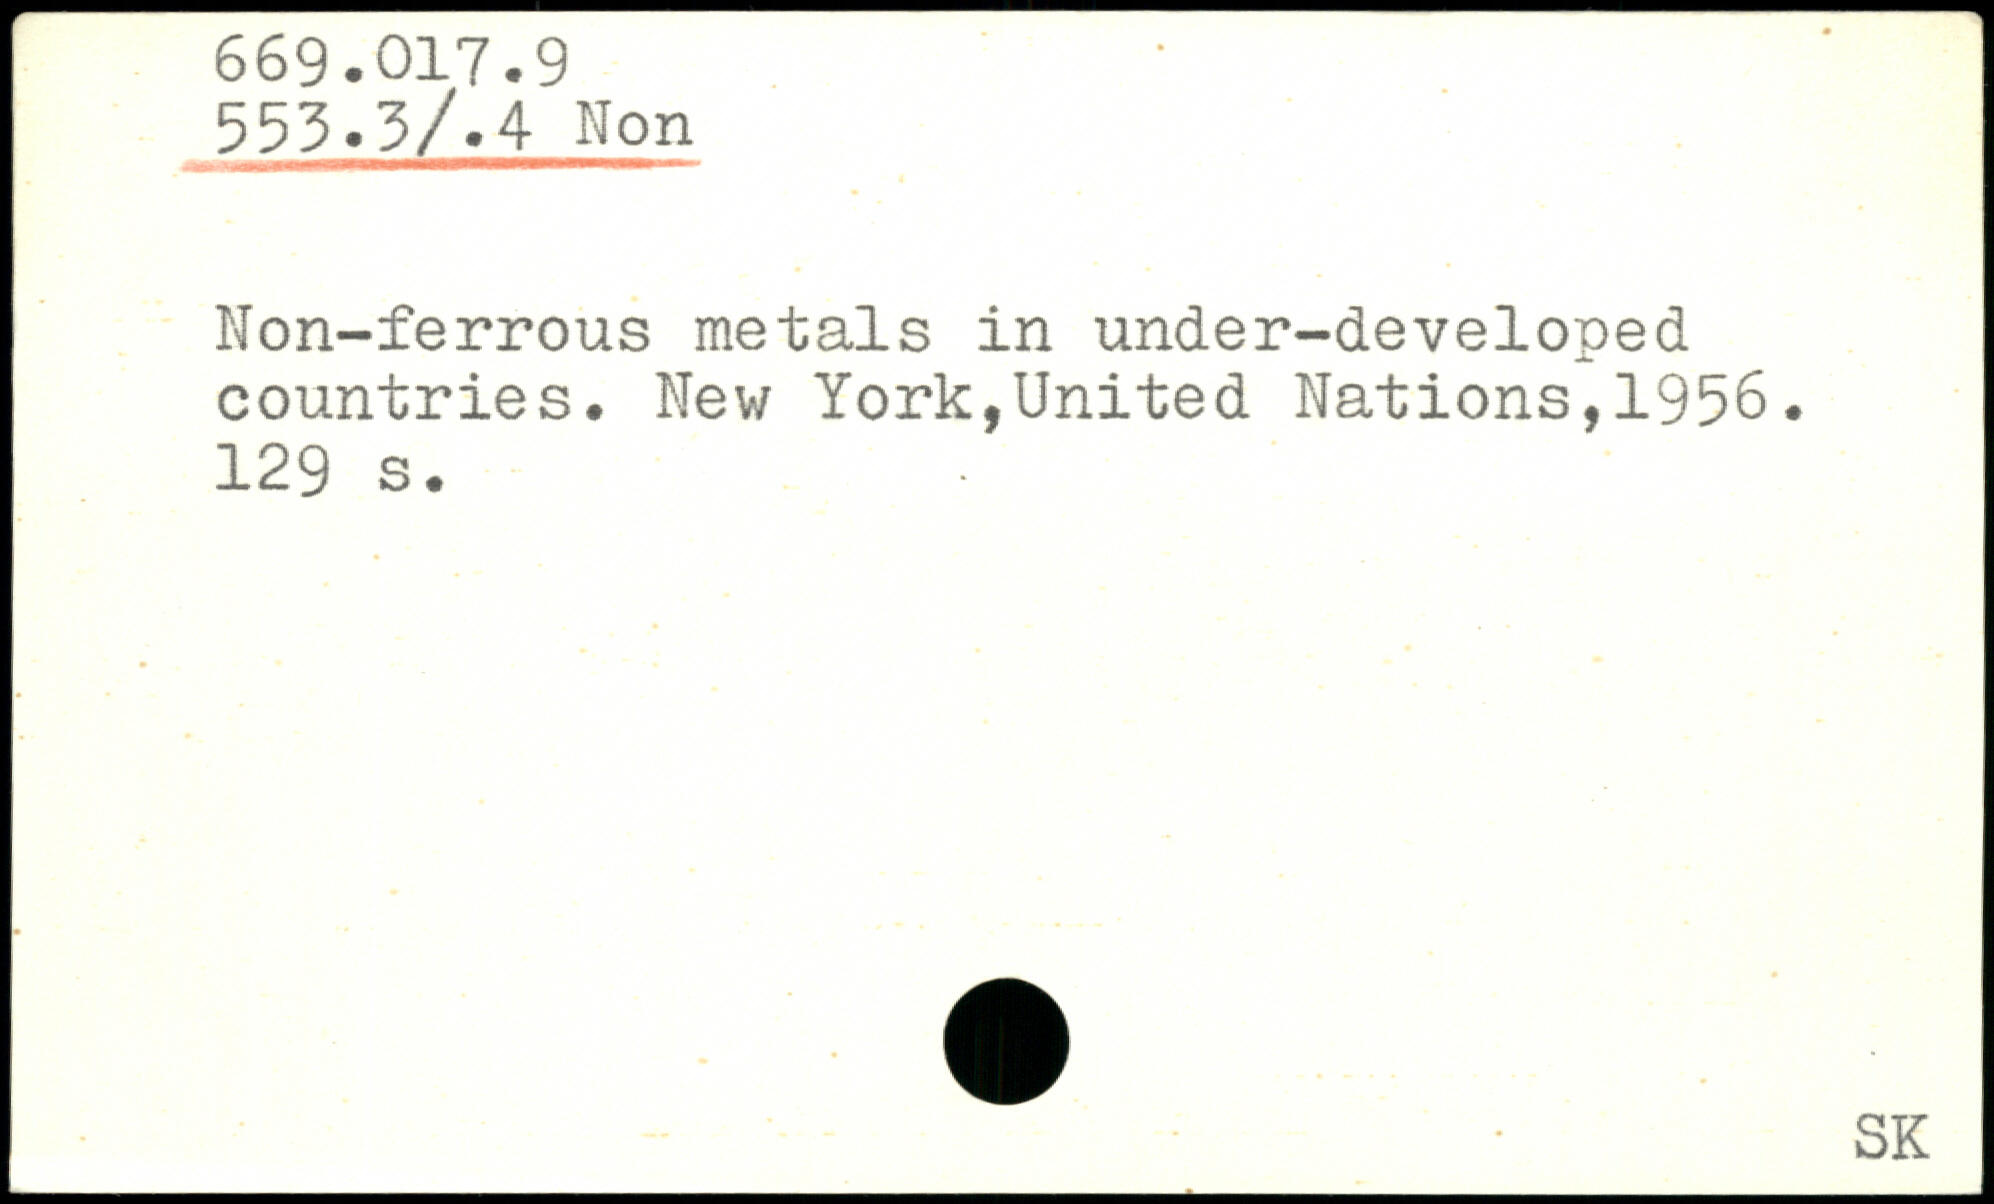 669.017.9
553.3/.4 Non
Non-ferrous metals in under-developed
countries. New York,United Nations,1956.
129 s.
SK